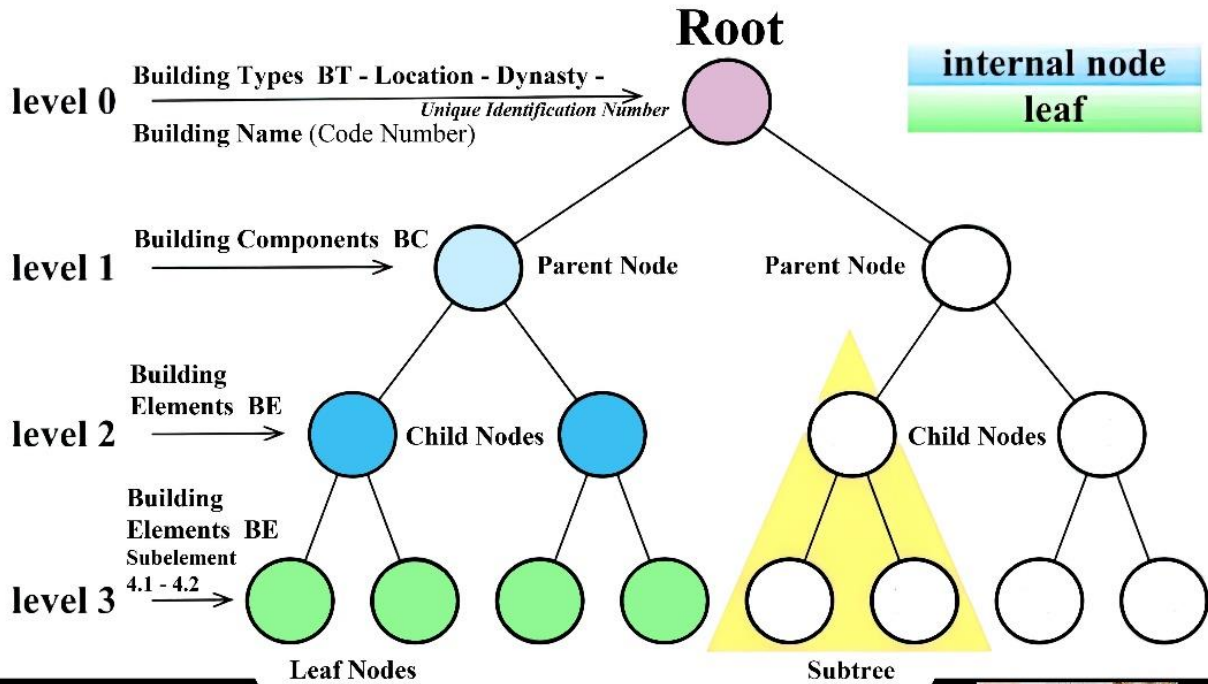 Root
internal node
leaf
level 0
Building Types BT - Location - Dynasty -
Unique Identification Number
Building Name (Code Number)
level 1
Building Components BC
Parent Node
Parent Node
level 2
Building
Elements BE
Child Nodes
Child Nodes
level 3
Building
Elements BE
Subelement
4.1 - 4.2
Leaf Nodes
Subtree